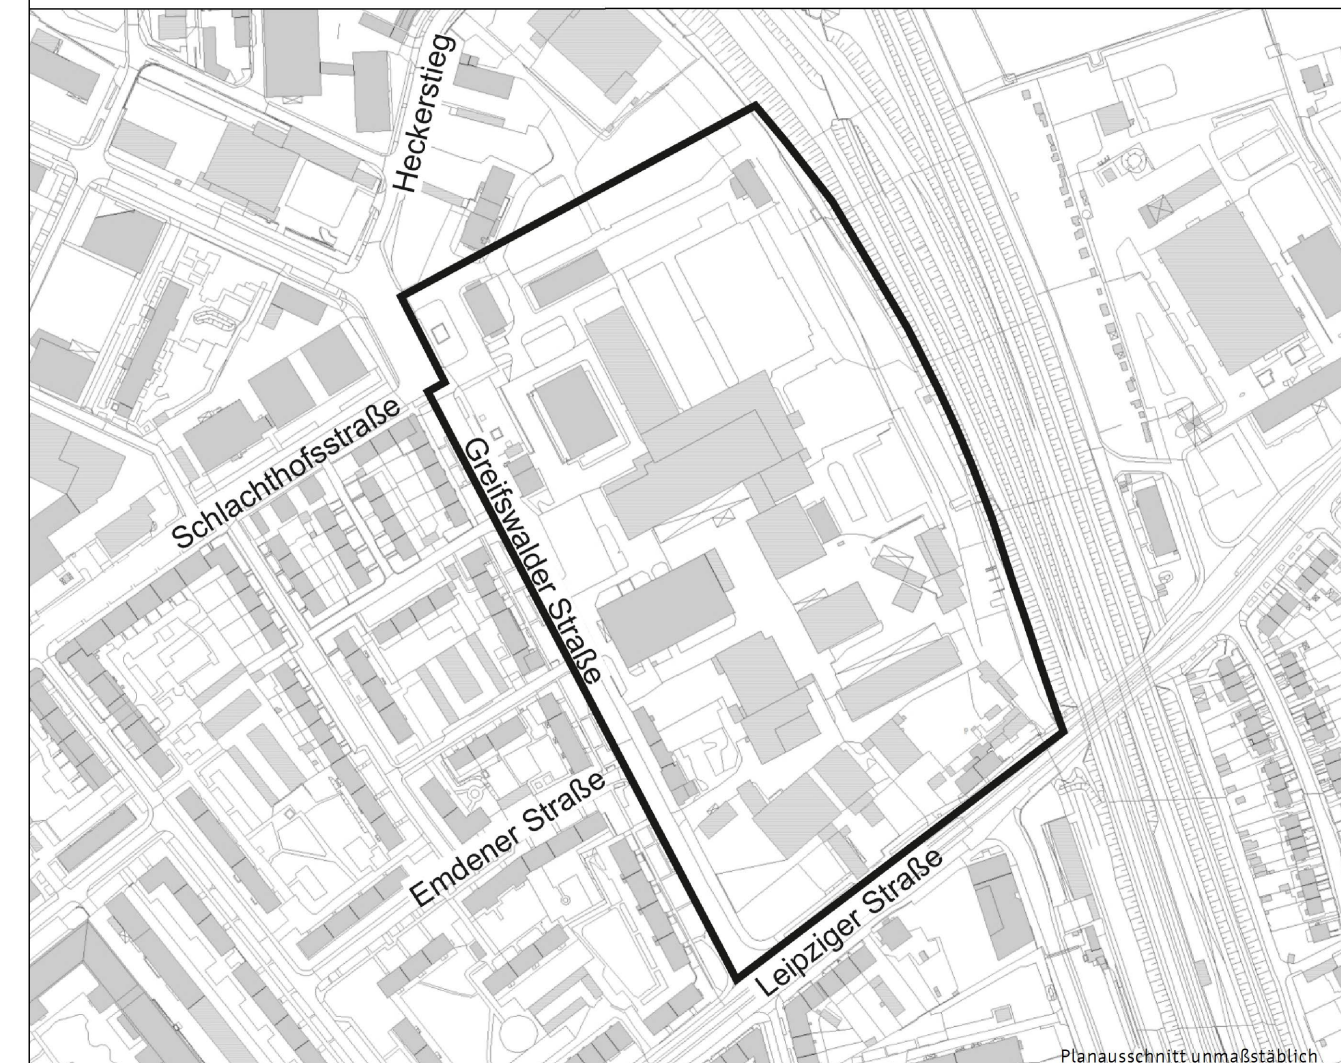 Heckerstieg
Schlachthofsstraße
Greifswalder Straße
Emdener Straße
Leipziger Straße
Planausschnitt unmaßstäblich